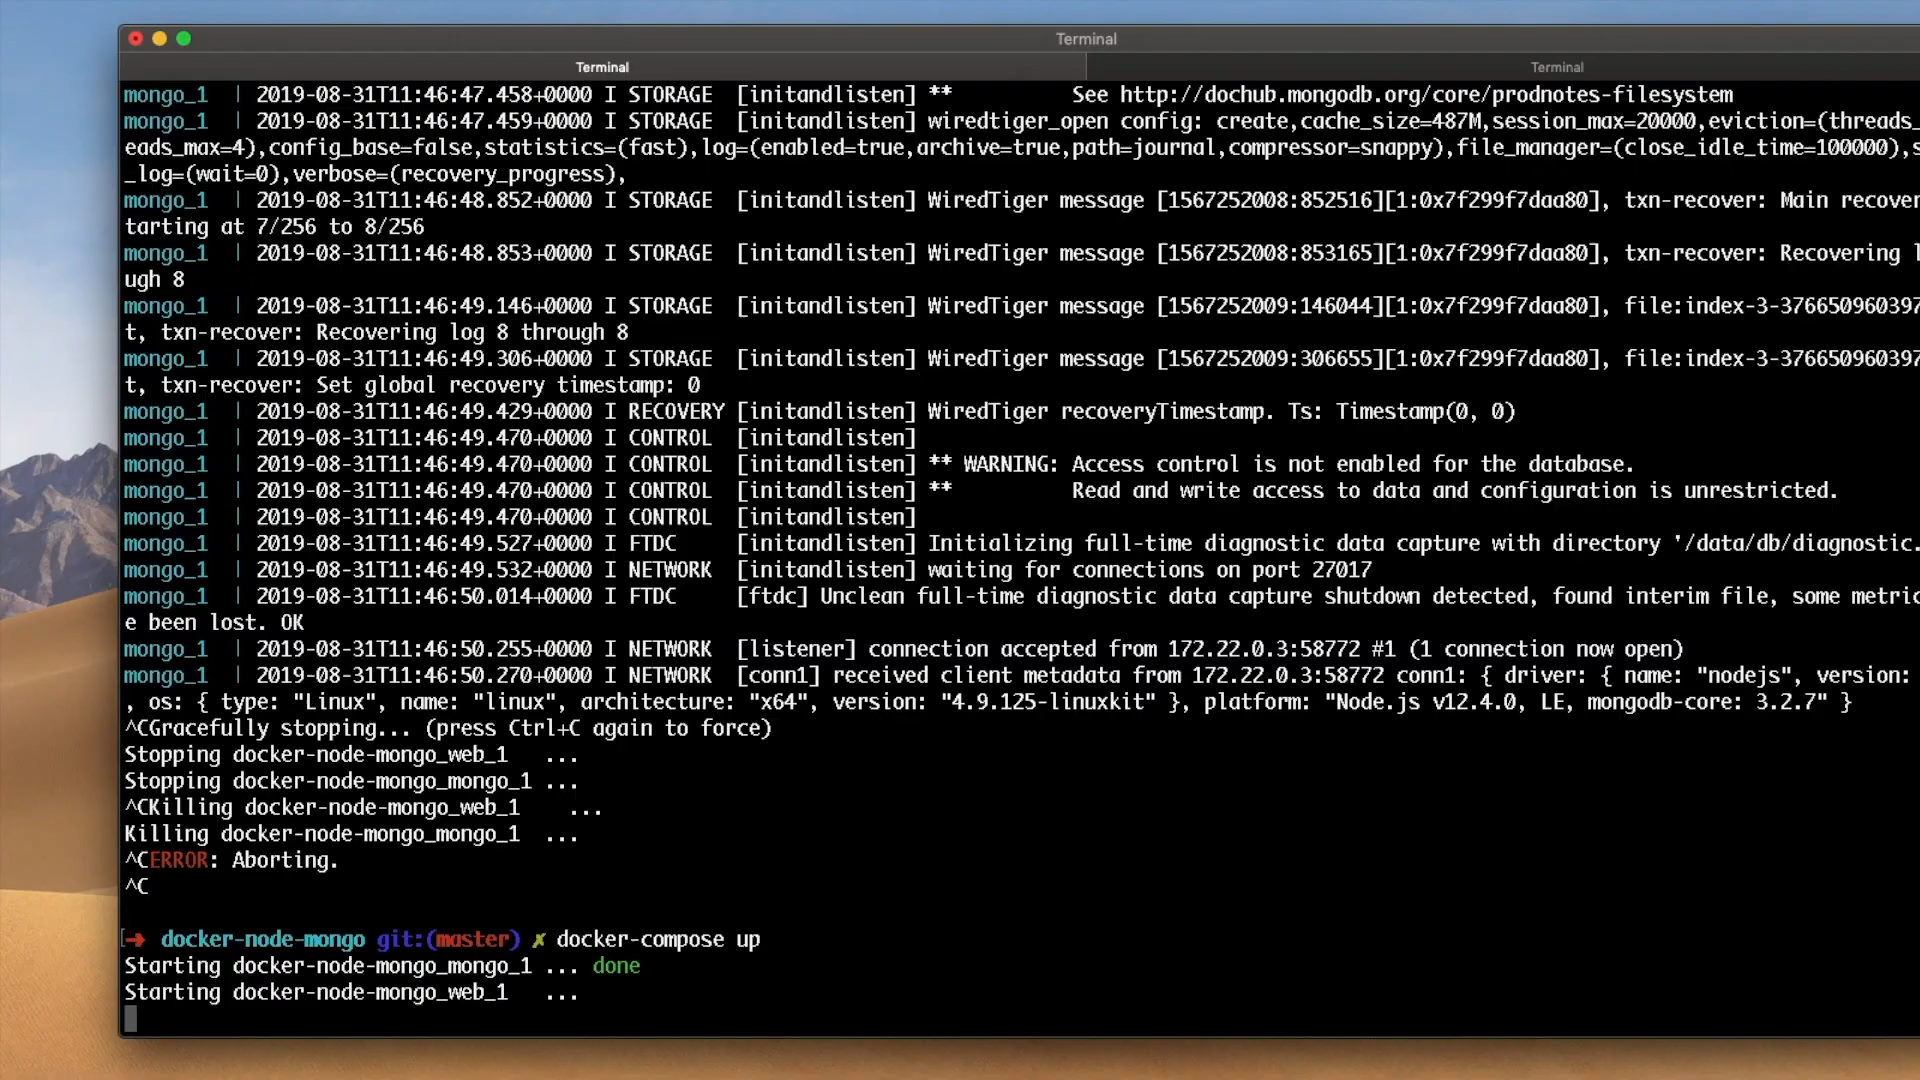 Terminal
Terminal
Terminal
mongo_1  | 2019-08-31T11:46:47.458+0000 I STORAGE  [initandlisten] **          See http://dochub.mongodb.org/core/prodnotes-filesystem
mongo_1  | 2019-08-31T11:46:47.459+0000 I STORAGE  [initandlisten] wiredtiger_open config: create,cache_size=487M,session_max=20000,eviction=(threads_
eads_max=4),config_base=false,statistics=(fast),log=(enabled=true,archive=true,path=journal,compressor=snappy),file_manager=(close_idle_time=100000),s
_log=(wait=0),verbose=(recovery_progress),
mongo_1  | 2019-08-31T11:46:48.852+0000 I STORAGE  [initandlisten] WiredTiger message [1567252008:852516][1:0x7f299f7daa80], txn-recover: Main recover
tarting at 7/256 to 8/256
mongo_1  | 2019-08-31T11:46:48.853+0000 I STORAGE  [initandlisten] WiredTiger message [1567252008:853165][1:0x7f299f7daa80], txn-recover: Recovering l
ugh 8
mongo_1  | 2019-08-31T11:46:49.146+0000 I STORAGE  [initandlisten] WiredTiger message [1567252009:146044][1:0x7f299f7daa80], file:index-3-376650960397
t, txn-recover: Recovering log 8 through 8
mongo_1  | 2019-08-31T11:46:49.306+0000 I STORAGE  [initandlisten] WiredTiger message [1567252009:306655][1:0x7f299f7daa80], file:index-3-376650960397
t, txn-recover: Set global recovery timestamp: 0
mongo_1  | 2019-08-31T11:46:49.429+0000 I RECOVERY [initandlisten] WiredTiger recoveryTimestamp. Ts: Timestamp(0, 0)
mongo_1  | 2019-08-31T11:46:49.470+0000 I CONTROL  [initandlisten]
mongo_1  | 2019-08-31T11:46:49.470+0000 I CONTROL  [initandlisten] ** WARNING: Access control is not enabled for the database.
mongo_1  | 2019-08-31T11:46:49.470+0000 I CONTROL  [initandlisten] **          Read and write access to data and configuration is unrestricted.
mongo_1  | 2019-08-31T11:46:49.470+0000 I CONTROL  [initandlisten]
mongo_1  | 2019-08-31T11:46:49.527+0000 I FTDC     [initandlisten] Initializing full-time diagnostic data capture with directory '/data/db/diagnostic.
mongo_1  | 2019-08-31T11:46:49.532+0000 I NETWORK  [initandlisten] waiting for connections on port 27017
mongo_1  | 2019-08-31T11:46:50.014+0000 I FTDC     [ftdc] Unclean full-time diagnostic data capture shutdown detected, found interim file, some metric
e been lost. OK
mongo_1  | 2019-08-31T11:46:50.255+0000 I NETWORK  [listener] connection accepted from 172.22.0.3:58772 #1 (1 connection now open)
mongo_1  | 2019-08-31T11:46:50.270+0000 I NETWORK  [conn1] received client metadata from 172.22.0.3:58772 conn1: { driver: { name: "nodejs", version:
, os: { type: "Linux", name: "linux", architecture: "x64", version: "4.9.125-linuxkit" }, platform: "Node.js v12.4.0, LE, mongodb-core: 3.2.7" }
^CGracefully stopping... (press Ctrl+C again to force)
Stopping docker-node-mongo_web_1   ...
Stopping docker-node-mongo_mongo_1 ...
^CKilling docker-node-mongo_web_1    ...
Killing docker-node-mongo_mongo_1  ...
^CERROR: Aborting.
^C
[➜  docker-node-mongo git:(master) ✗ docker-compose up
Starting docker-node-mongo_mongo_1 ... done
Starting docker-node-mongo_web_1   ...